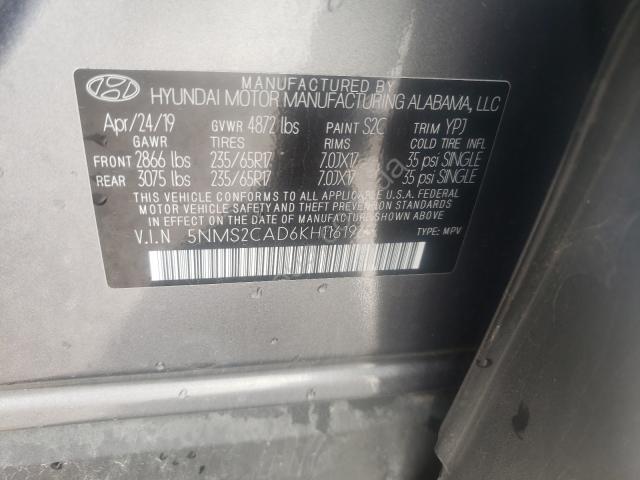 MANUFACTURED BY
HYUNDAI MOTOR MANUFACTURING ALABAMA, LLC
Apr/24/19 GVWR 4872 lbs PAINT S2C TRIM YPJ
GAWR TIRES RIMS COLD TIRE INFL
FRONT 2866 lbs 235/65R17 7.0JX17 35 psi SINGLE
REAR 3075 lbs 235/65R17 7.0JX17 35 psi SINGLE
THIS VEHICLE CONFORMS TO ALL APPLICABLE U.S.A. FEDERAL
MOTOR VEHICLE SAFETY AND THEFT PREVENTION STANDARDS
IN EFFECT ON THE DATE OF MANUFACTURE SHOWN ABOVE.
V.I.N TYPE: MPV